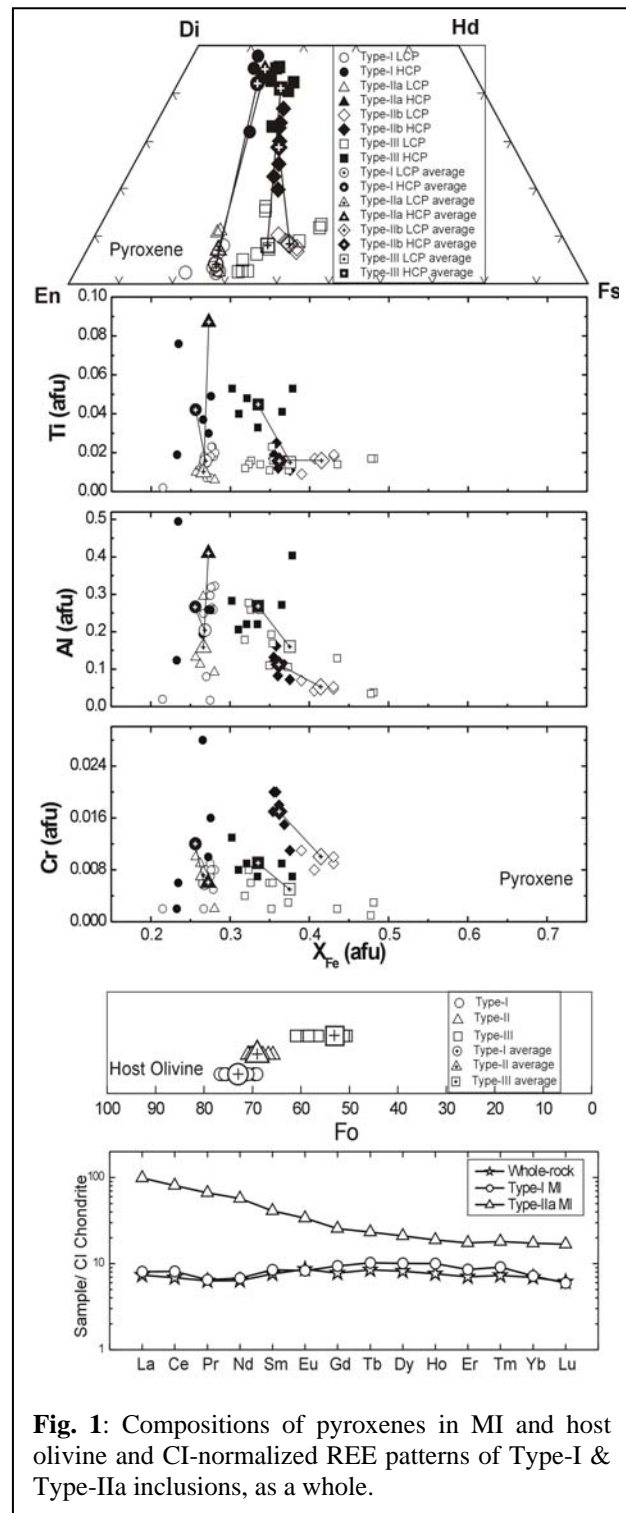 Di
Hd
Type-I LCP
Type-I HCP
Type-IIa LCP
Type-IIa HCP
Type-IIb LCP
Type-IIb HCP
Type-III LCP
Type-III HCP
Type-I LCP average
Type-I HCP average
Type-IIa LCP average
Type-IIa HCP average
Type-IIb LCP average
Type-IIb HCP average
Type-III LCP average
Type-III HCP average
Pyroxene
En
Fs
0.10
0.08
0.06
0.04
0.02
0.00
Ti (afu)
0.5
0.4
0.3
0.2
0.1
0.0
Al (afu)
0.024
0.016
0.008
0.000
Cr (afu)
Pyroxene
0.2 0.3 0.4 0.5 0.6 0.7
XFe (afu)
Type-I
Type-II
Type-III
Type-I average
Type-II average
Type-III average
Host Olivine
100 90 80 70 60 50 40 30 20 10 0
Fo
100
10
1
Sample/ CI Chondrite
Whole-rock
Type-I MI
Type-IIa MI
La Ce Pr Nd Sm Eu Gd Tb Dy Ho Er Tm Yb Lu
Fig. 1: Compositions of pyroxenes in MI and host
olivine and CI-normalized REE patterns of Type-I &
Type-IIa inclusions, as a whole.